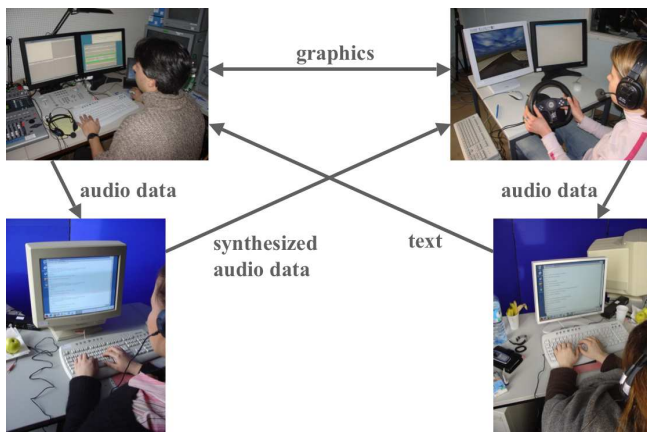 graphics
audio data
audio data
synthesized
audio data
text